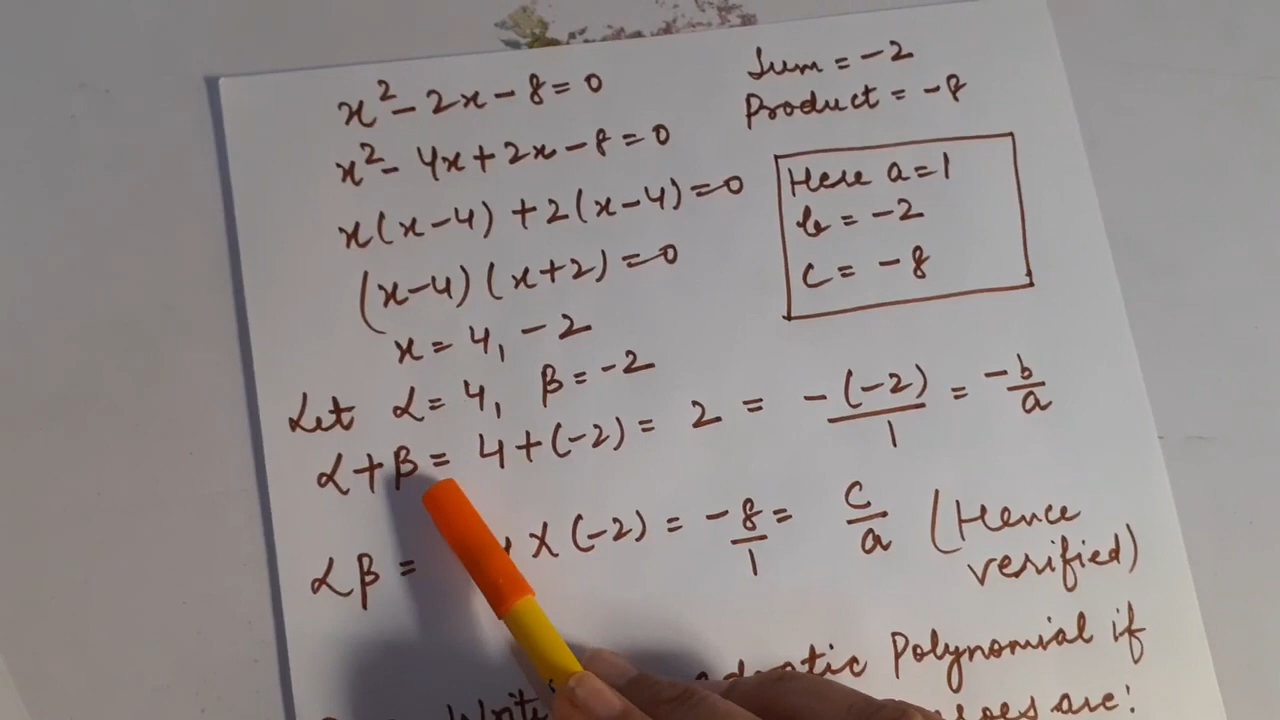 x² - 2x - 8 = 0
Sum = -2
Product = -8
x² - 4x + 2x - 8 = 0
x(x-4) + 2(x-4) = 0
(x-4)(x+2) = 0
x = 4, -2
Here a = 1
b = -2
c = -8
Let α = 4, β = -2
α + β = 4 + (-2) = 2 = -(-2)/1 = -b/a
αβ = × (-2) = -8/1 = c/a (Hence verified)
Polynomial if
are: